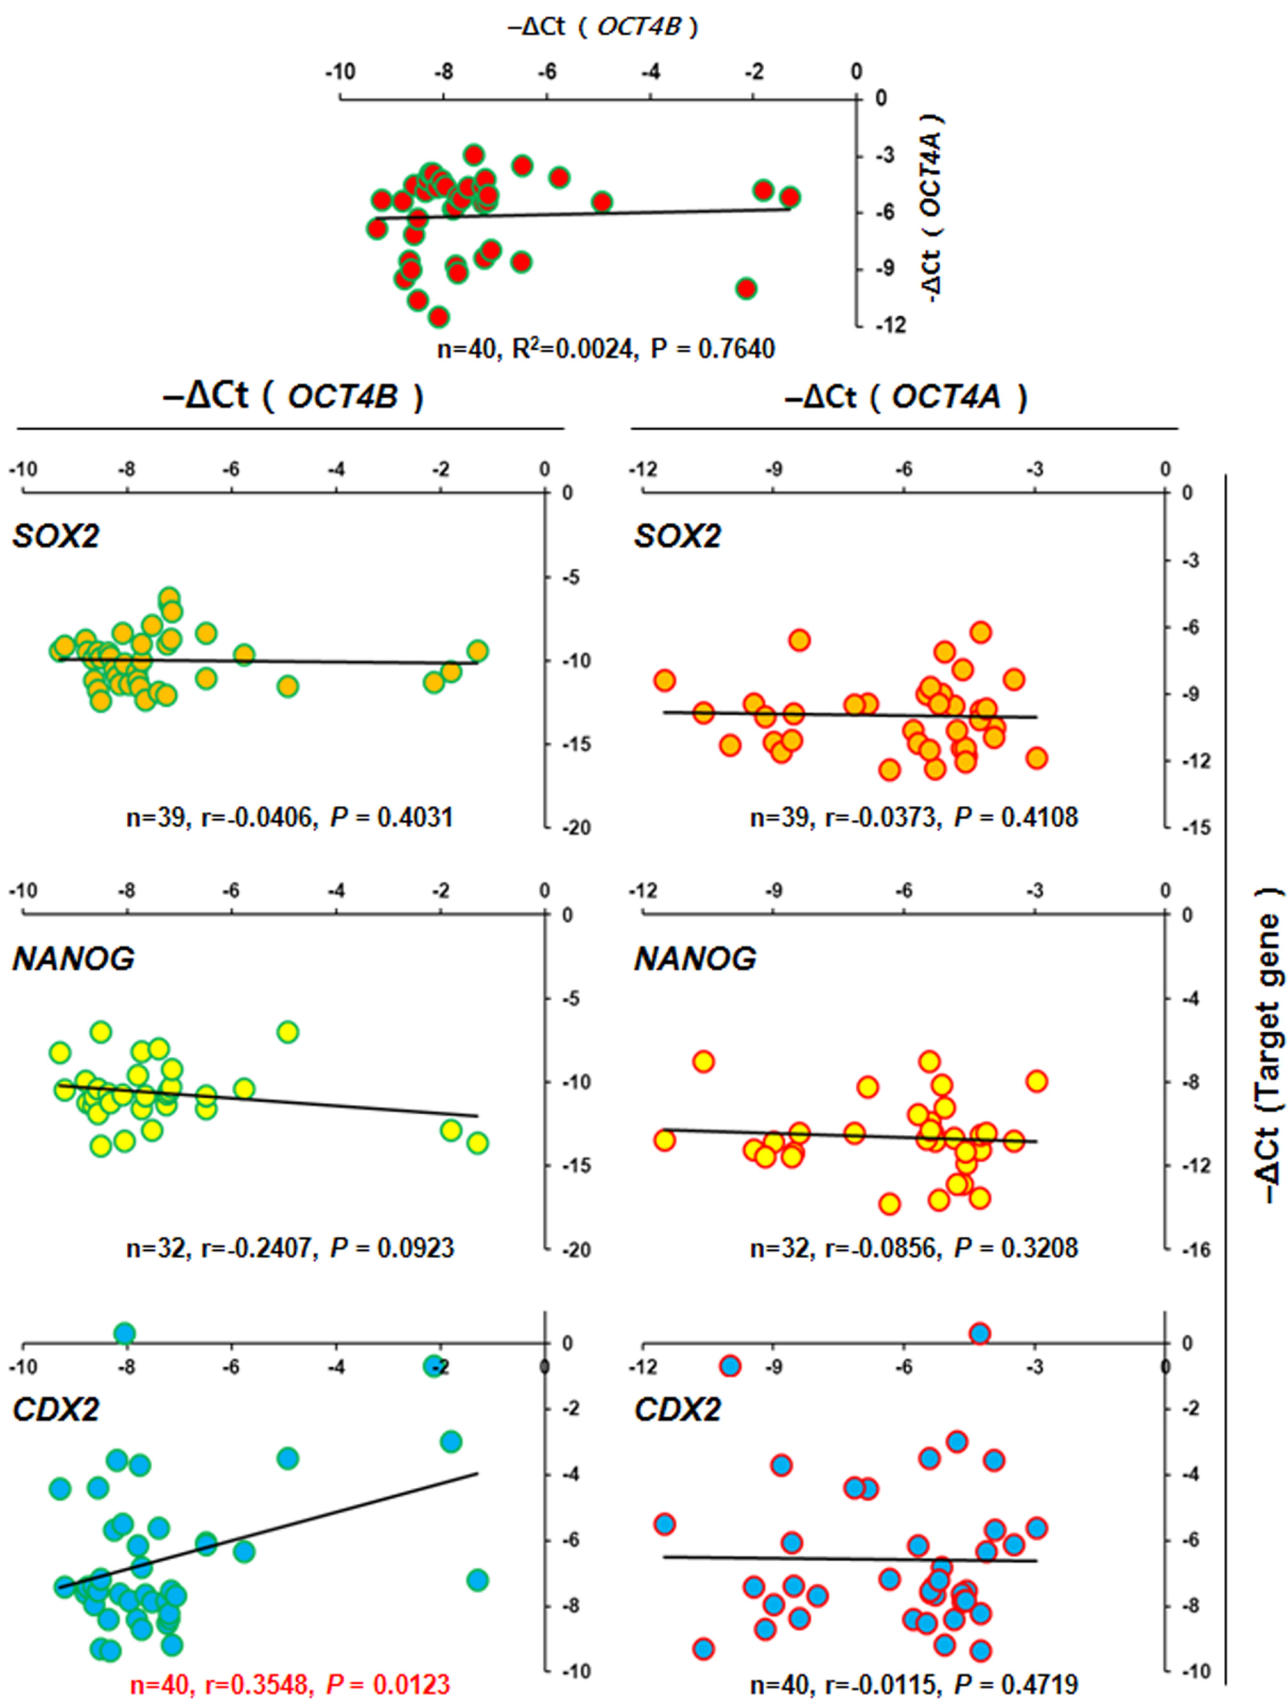 –ΔCt ( OCT4B )
-10 -8 -6 -4 -2 0
0
-3
-6
-9
-12
-ΔCt ( OCT4A )
n=40, R²=0.0024, P = 0.7640
–ΔCt ( OCT4B )
–ΔCt ( OCT4A )
-10 -8 -6 -4 -2 0
0
SOX2
-5
-10
-15
-20
n=39, r=-0.0406, P = 0.4031
-12 -9 -6 -3 0
0
SOX2
-3
-6
-9
-12
-15
n=39, r=-0.0373, P = 0.4108
-10 -8 -6 -4 -2 0
0
NANOG
-5
-10
-15
-20
n=32, r=-0.2407, P = 0.0923
-12 -9 -6 -3 0
0
NANOG
-4
-8
-12
-16
n=32, r=-0.0856, P = 0.3208
0
-10 -8 -6 -4 -2 0
CDX2
-2
-4
-6
-8
-10
n=40, r=0.3548, P = 0.0123
0
-12 -9 -6 -3 0
CDX2
-2
-4
-6
-8
-10
n=40, r=-0.0115, P = 0.4719
–ΔCt (Target gene )